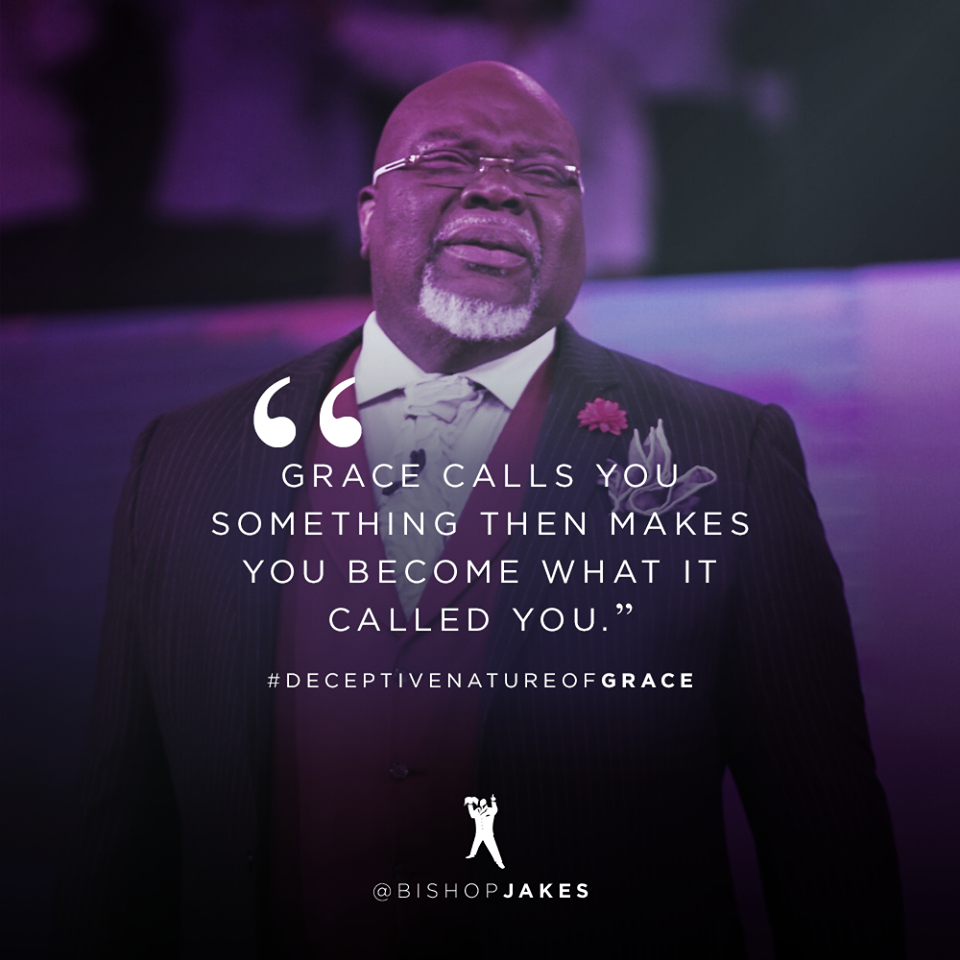 “
GRACE CALLS YOU
SOMETHING THEN MAKES
YOU BECOME WHAT IT
CALLED YOU.”
#DECEPTIVENATUREOFGRACE
@BISHOPJAKES